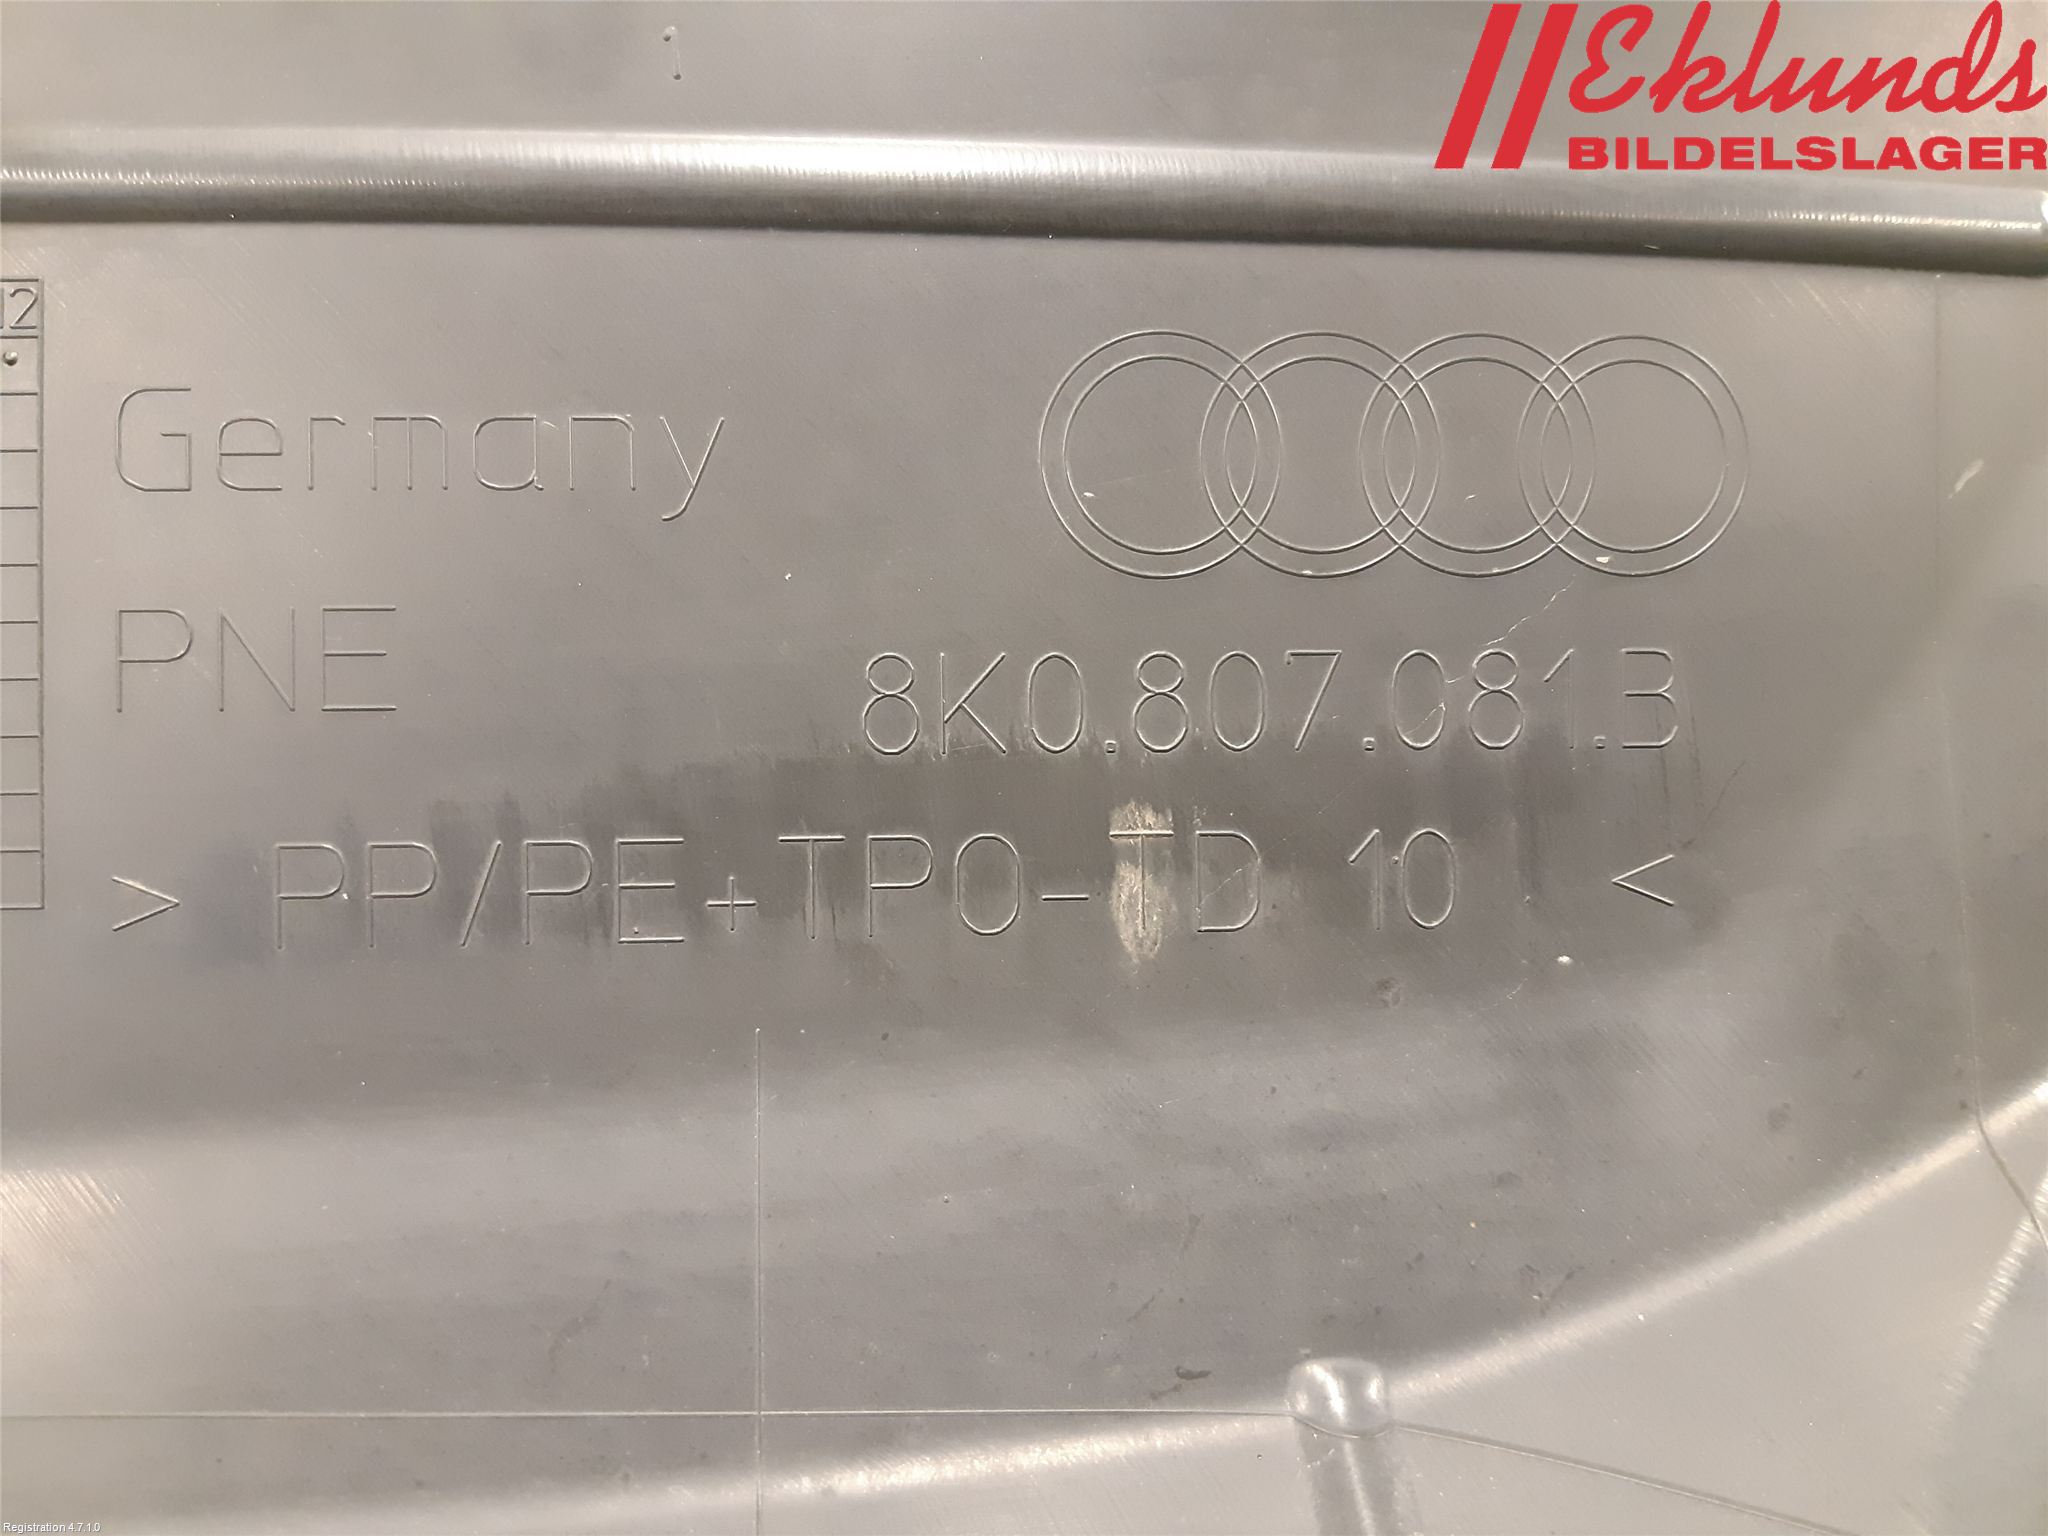 Eklunds
BILDELSLAGER
12
Germany
PNE
8K0.807.081.B
> PP/PE+TPO-TD 10 <
Registration 4.7.1.0